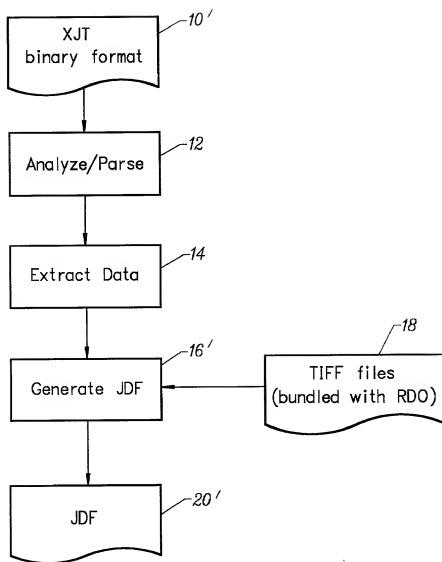 10'
XJT
binary format
12
Analyze/Parse
14
Extract Data
16'
Generate JDF
18
TIFF files
(bundled with RDO)
20'
JDF